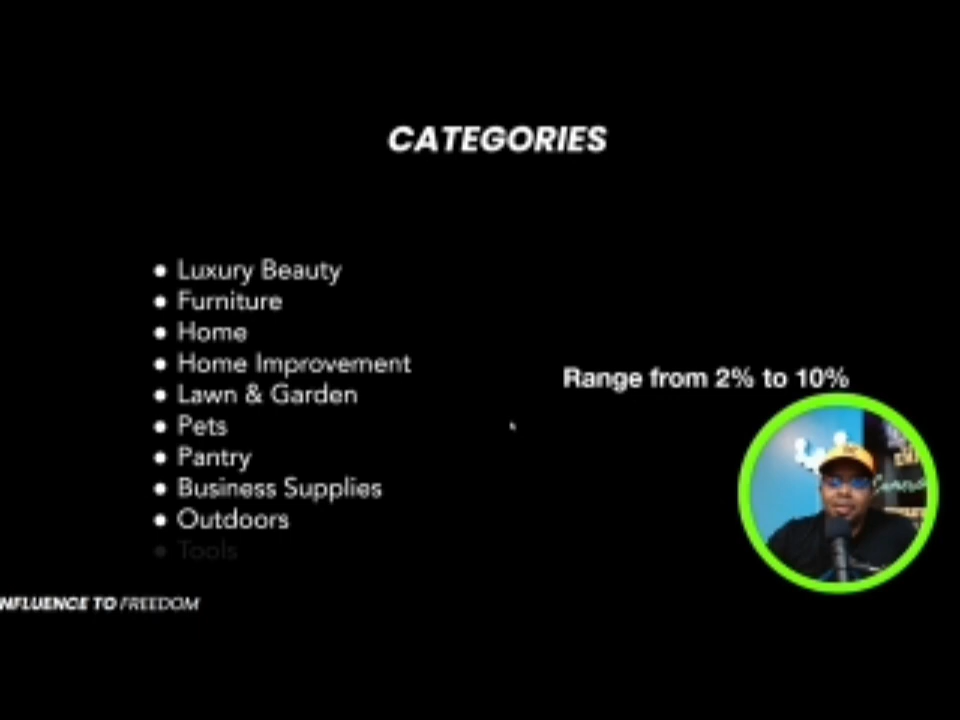 CATEGORIES
● Luxury Beauty
● Furniture
● Home
● Home Improvement
● Lawn & Garden
● Pets
● Pantry
● Business Supplies
● Outdoors
● Tools
Range from 2% to 10%
NFLUENCE TO FREEDOM